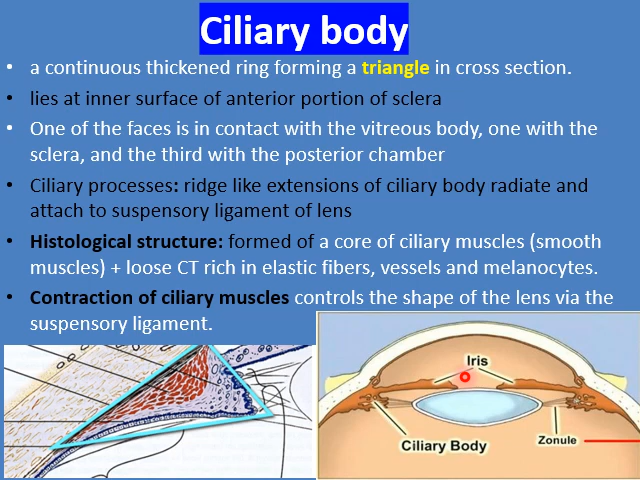 Ciliary body
• a continuous thickened ring forming a triangle in cross section.
• lies at inner surface of anterior portion of sclera
• One of the faces is in contact with the vitreous body, one with the
sclera, and the third with the posterior chamber
• Ciliary processes: ridge like extensions of ciliary body radiate and
attach to suspensory ligament of lens
• Histological structure: formed of a core of ciliary muscles (smooth
muscles) + loose CT rich in elastic fibers, vessels and melanocytes.
• Contraction of ciliary muscles controls the shape of the lens via the
suspensory ligament.
Iris
Ciliary Body
Zonule